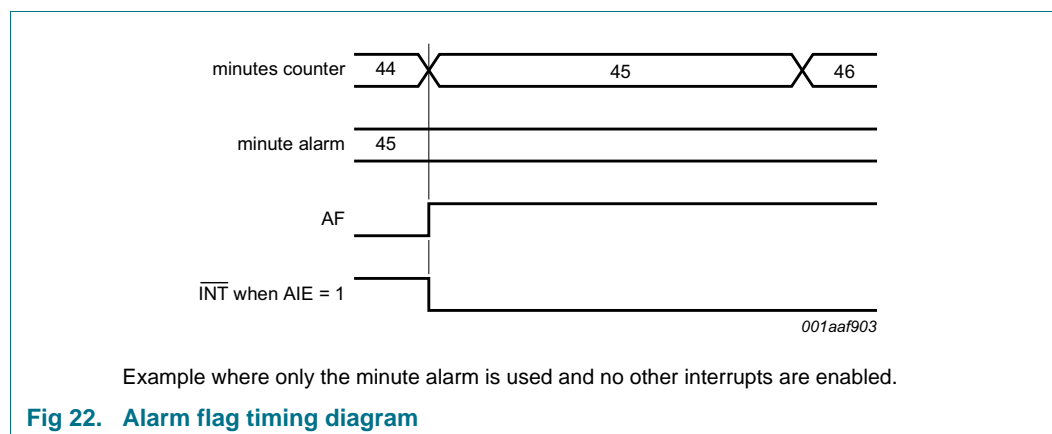 minutes counter 44 45 46
minute alarm 45
AF
INT when AIE = 1
001aaf903
Example where only the minute alarm is used and no other interrupts are enabled.
Fig 22. Alarm flag timing diagram